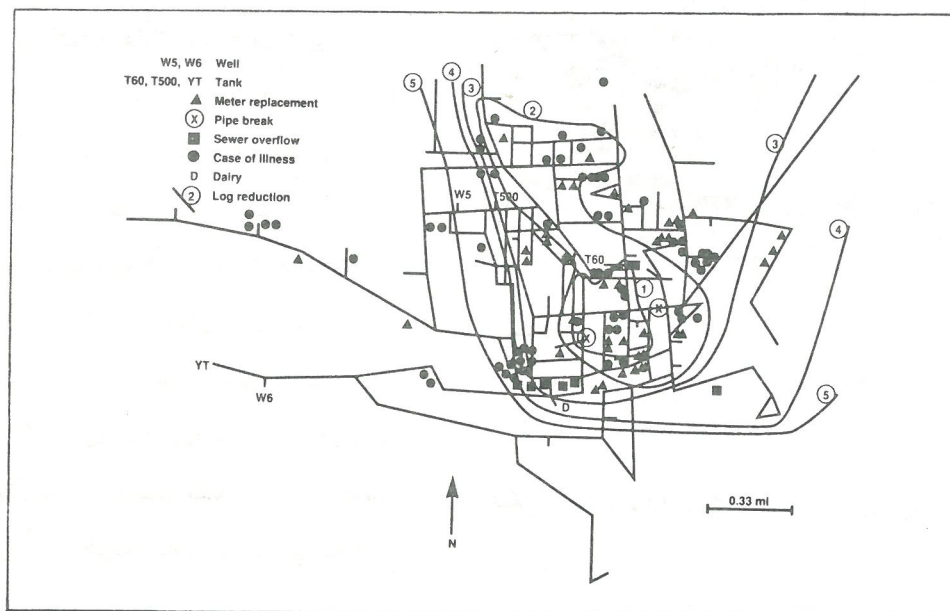 W5, W6 Well
T60, T500, YT Tank
Meter replacement
X Pipe break
Sewer overflow
Case of Illness
D Dairy
2 Log reduction
5
4
3
2
3
W5
T500
4
T60
1
X
X
YT
W6
D
5
0.33 mi
N